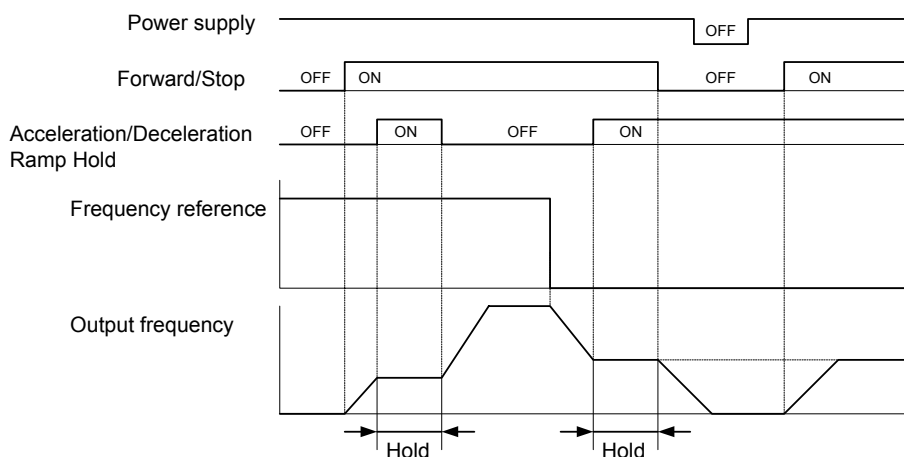 Power supply
OFF
Forward/Stop
OFF
ON
OFF
ON
Acceleration/Deceleration
Ramp Hold
OFF
ON
OFF
ON
Frequency reference
Output frequency
Hold
Hold